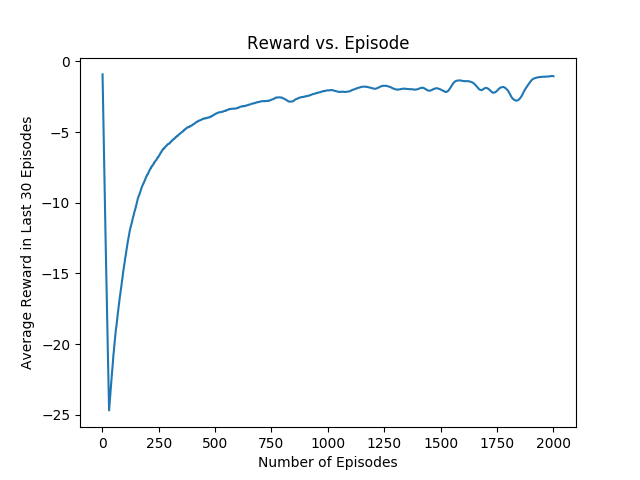 Reward vs. Episode
Average Reward in Last 30 Episodes
0
−5
−10
−15
−20
−25
0 250 500 750 1000 1250 1500 1750 2000
Number of Episodes